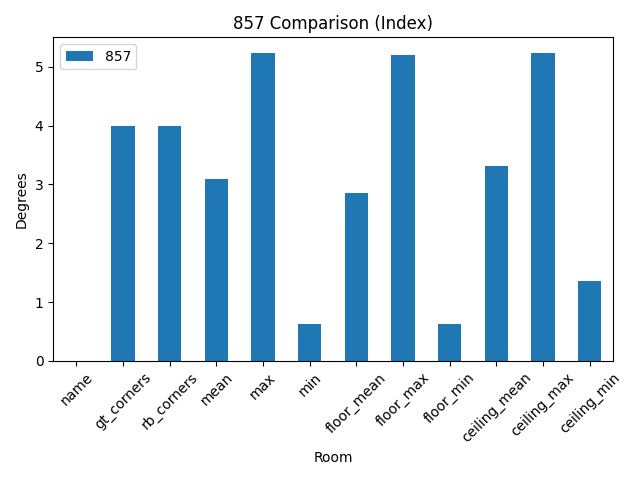 857 Comparison (Index)
857
Degrees
5
4
3
2
1
0
name
gt_corners
rb_corners
mean
max
min
floor_mean
floor_max
floor_min
ceiling_mean
ceiling_max
ceiling_min
Room